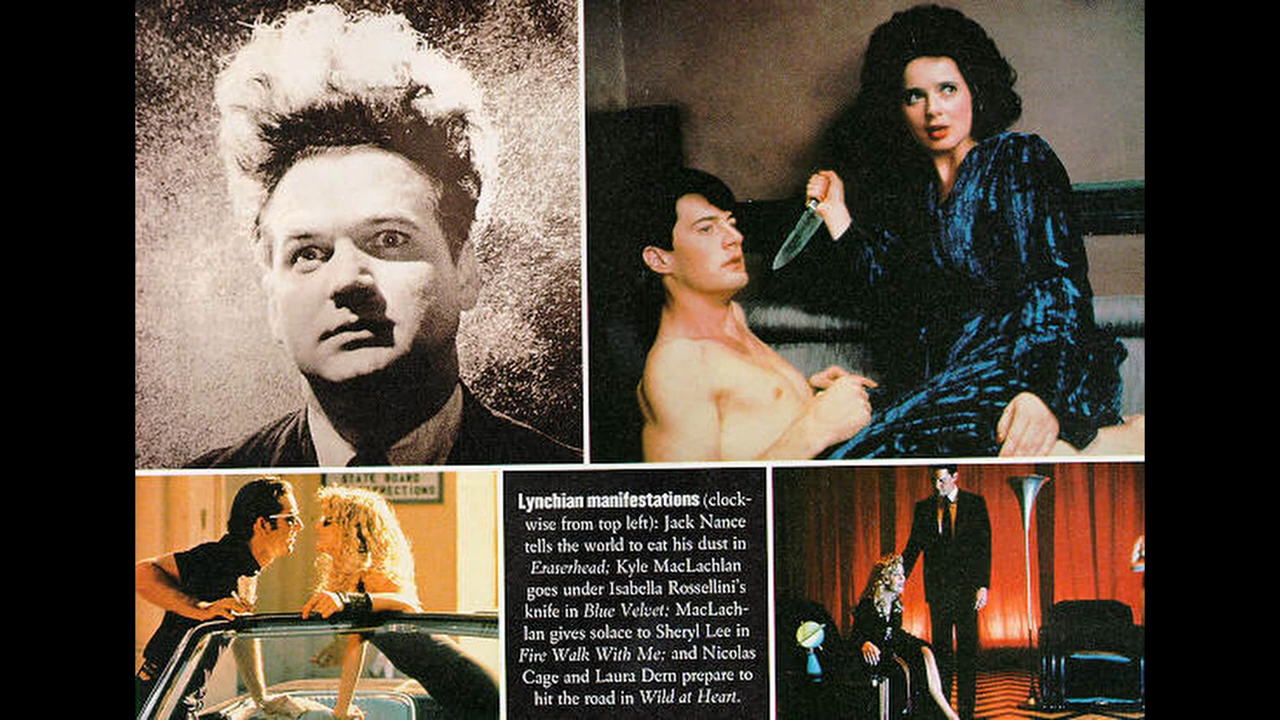 STATE BOARD
Lynchian manifestations (clock-
wise from top left): Jack Nance
tells the world to eat his dust in
Eraserhead; Kyle MacLachlan
goes under Isabella Rossellini's
knife in Blue Velvet; MacLach-
lan gives solace to Sheryl Lee in
Fire Walk With Me; and Nicolas
Cage and Laura Dern prepare to
hit the road in Wild at Heart.